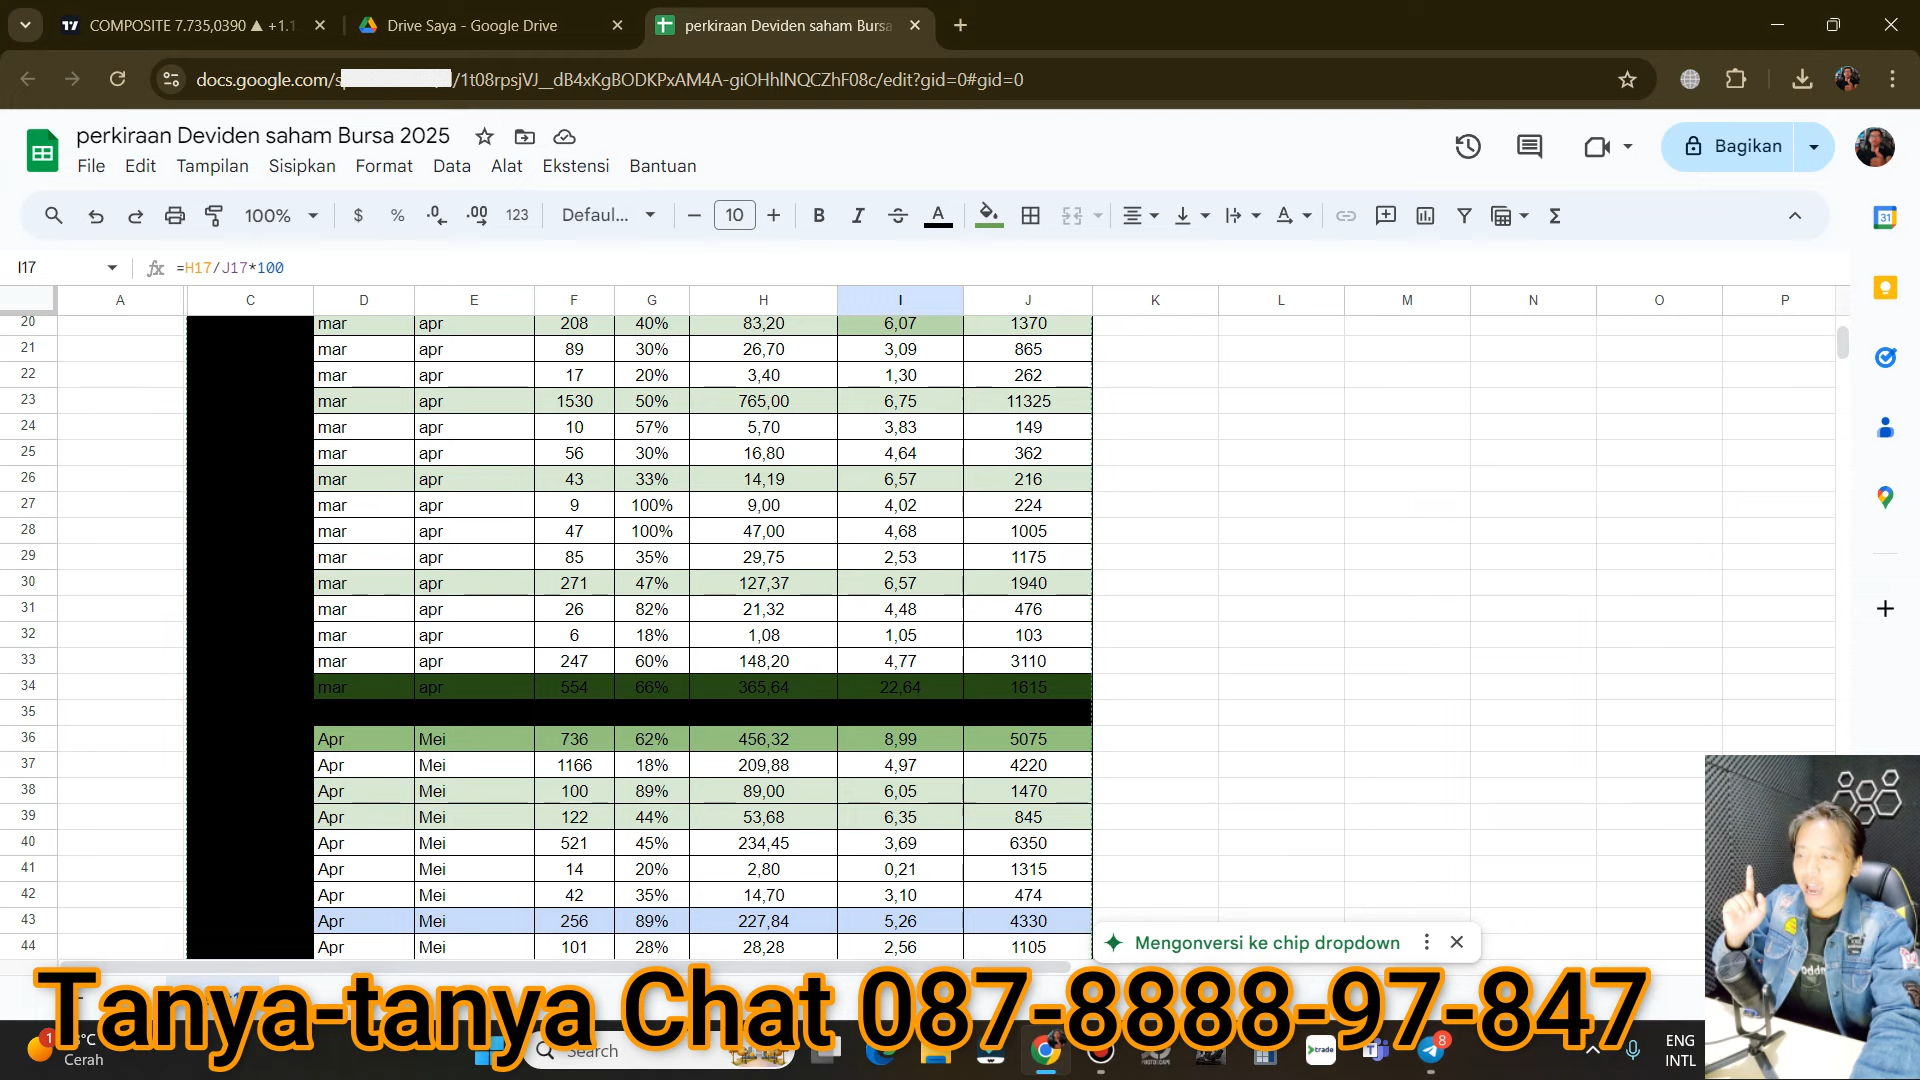 COMPOSITE 7.735,0390 ▲ +1.1
Drive Saya - Google Drive
perkiraan Deviden saham Bursa
docs.google.com/s
/1t08rpsjVJ__dB4xKgBODKPxAM4A-giOHhlNQCZhF08c/edit?gid=0#gid=0
perkiraan Deviden saham Bursa 2025
File Edit Tampilan Sisipkan Format Data Alat Ekstensi Bantuan
Bagikan
100% $ % .0 .00 123 Defaul... 10 B I S A
31
I17 fx =H17/J17*100
A C D E F G H I J K L M N O P
20 mar apr 208 40% 83,20 6,07 1370
21 mar apr 89 30% 26,70 3,09 865
22 mar apr 17 20% 3,40 1,30 262
23 mar apr 1530 50% 765,00 6,75 11325
24 mar apr 10 57% 5,70 3,83 149
25 mar apr 56 30% 16,80 4,64 362
26 mar apr 43 33% 14,19 6,57 216
27 mar apr 9 100% 9,00 4,02 224
28 mar apr 47 100% 47,00 4,68 1005
29 mar apr 85 35% 29,75 2,53 1175
30 mar apr 271 47% 127,37 6,57 1940
31 mar apr 26 82% 21,32 4,48 476
32 mar apr 6 18% 1,08 1,05 103
33 mar apr 247 60% 148,20 4,77 3110
34 mar apr 554 66% 365,64 22,64 1615
35
36 Apr Mei 736 62% 456,32 8,99 5075
37 Apr Mei 1166 18% 209,88 4,97 4220
38 Apr Mei 100 89% 89,00 6,05 1470
39 Apr Mei 122 44% 53,68 6,35 845
40 Apr Mei 521 45% 234,45 3,69 6350
41 Apr Mei 14 20% 2,80 0,21 1315
42 Apr Mei 42 35% 14,70 3,10 474
43 Apr Mei 256 89% 227,84 5,26 4330
44 Apr Mei 101 28% 28,28 2,56 1105
Mengonversi ke chip dropdown
Tanya-tanya Chat 087-8888-97-847
Cerah
Search
trade
8
ENG
INTL